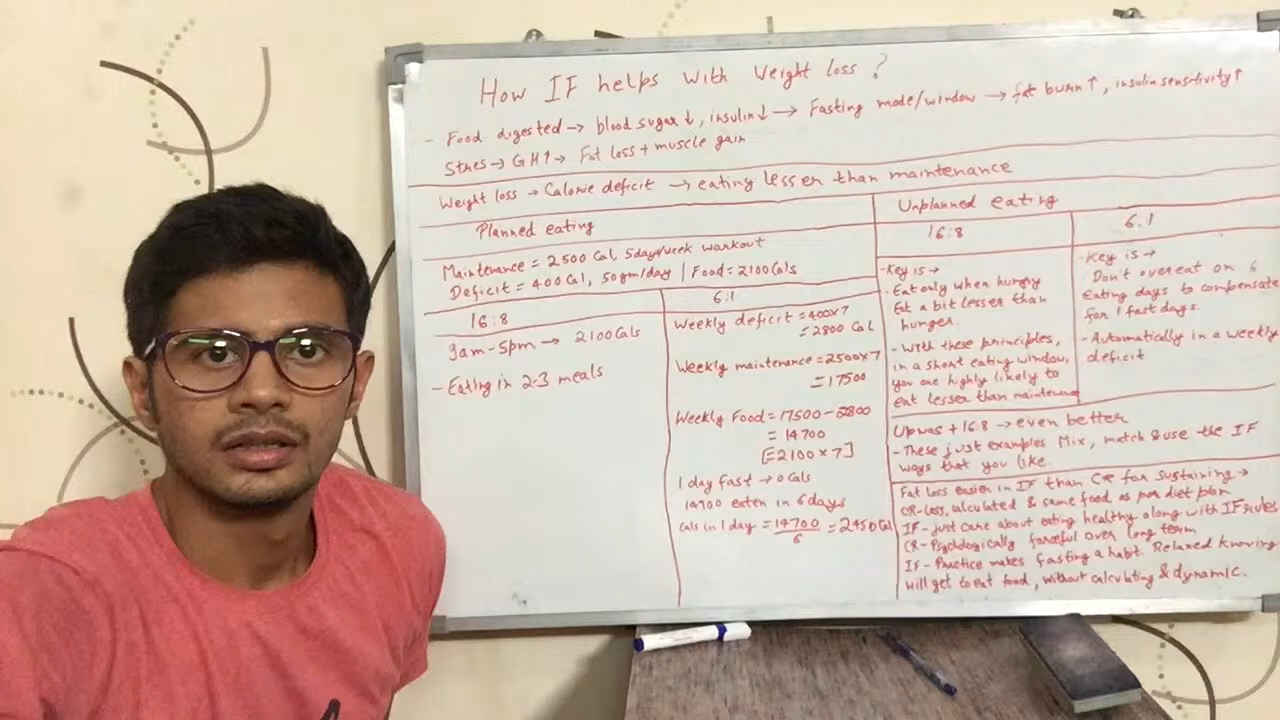 How IF helps with Weight loss?
- Food digested → blood sugar ↓, insulin ↓ → Fasting mode/window → fat burn ↑, insulin sensitivity ↑
Stres → GH ↑ → Fat loss + muscle gain
Weight loss → Calorie deficit → eating lesser than maintenance
Planned eating
Maintenance = 2500 Cal, 5day/week workout
Deficit = 400 Cal, 50gm/day | Food = 2100 Cals
16:8
9am-5pm → 2100 Cals
- Eating in 2-3 meals
6:1
Weekly deficit = 400x7
= 2800 Cal
Weekly maintenance = 2500x7
= 17500
Weekly Food = 17500 - 2800
= 14700
[= 2100 x 7]
1 day fast → 0 Cals
14700 eaten in 6 days
Cals in 1 day = 14700/6 = 2450 Cal
Unplanned eating
16:8
- Key is →
- Eat only when hungry
Eat a bit lesser than
hunger.
- With these principles,
in a short eating window,
you are highly likely to
eat lesser than maintenance
6:1
- Key is →
Don't overeat on 6
Eating days to compensate
for 1 fast days.
- Automatically in a weekly
deficit
Upwas + 16:8 → even better
- These just examples Mix, match & use the IF
ways that you like.
Fat loss easier in IF than CR for sustaining →
CR-Less, calculated & same food as per diet plan
IF - just care about eating healthy along with IF rules
CR - Psychologically forceful over long term
IF - Practice makes fasting a habit. Relaxed knowing
will get to eat food, without calculating & dynamic.